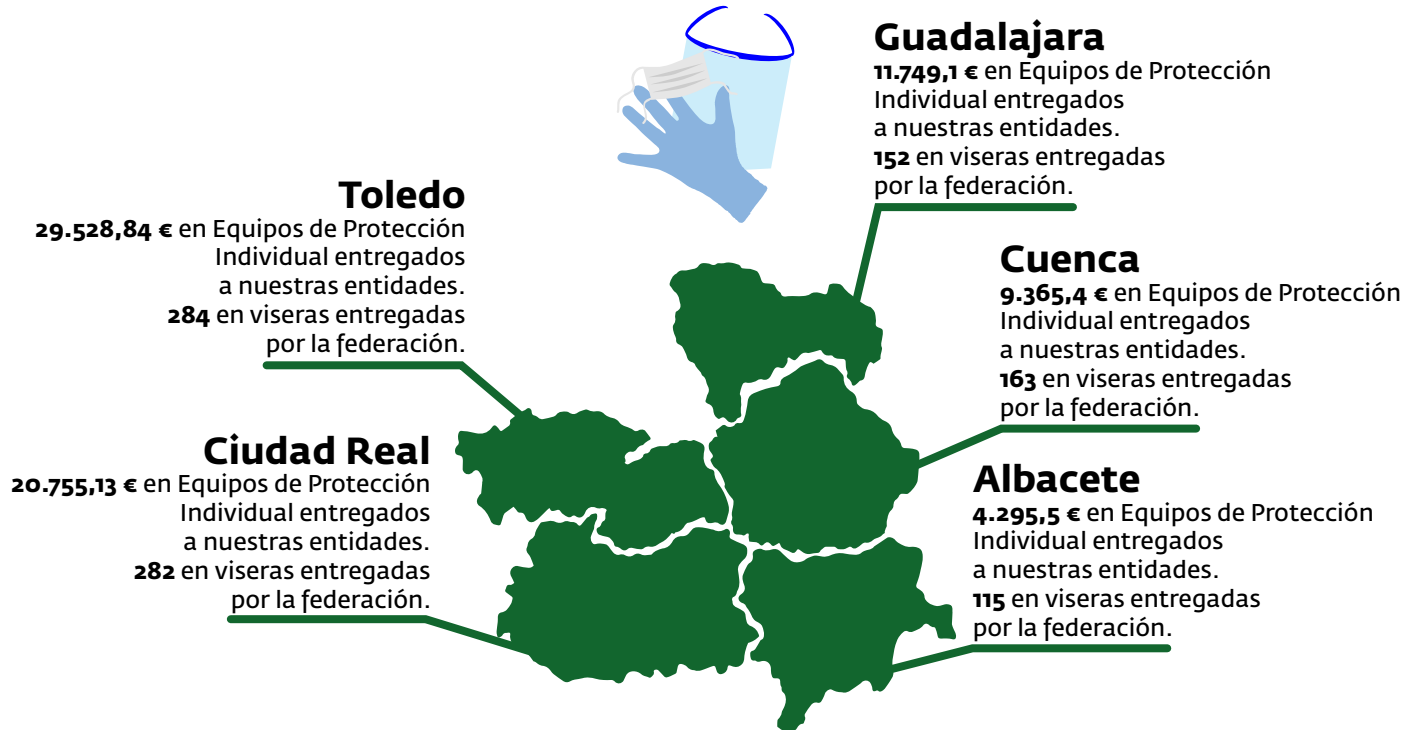 Guadalajara
11.749,1 € en Equipos de Protección
Individual entregados
a nuestras entidades.
152 en viseras entregadas
por la federación.
Toledo
29.528,84 € en Equipos de Protección
Individual entregados
a nuestras entidades.
284 en viseras entregadas
por la federación.
Cuenca
9.365,4 € en Equipos de Protección
Individual entregados
a nuestras entidades.
163 en viseras entregadas
por la federación.
Ciudad Real
20.755,13 € en Equipos de Protección
Individual entregados
a nuestras entidades.
282 en viseras entregadas
por la federación.
Albacete
4.295,5 € en Equipos de Protección
Individual entregados
a nuestras entidades.
115 en viseras entregadas
por la federación.